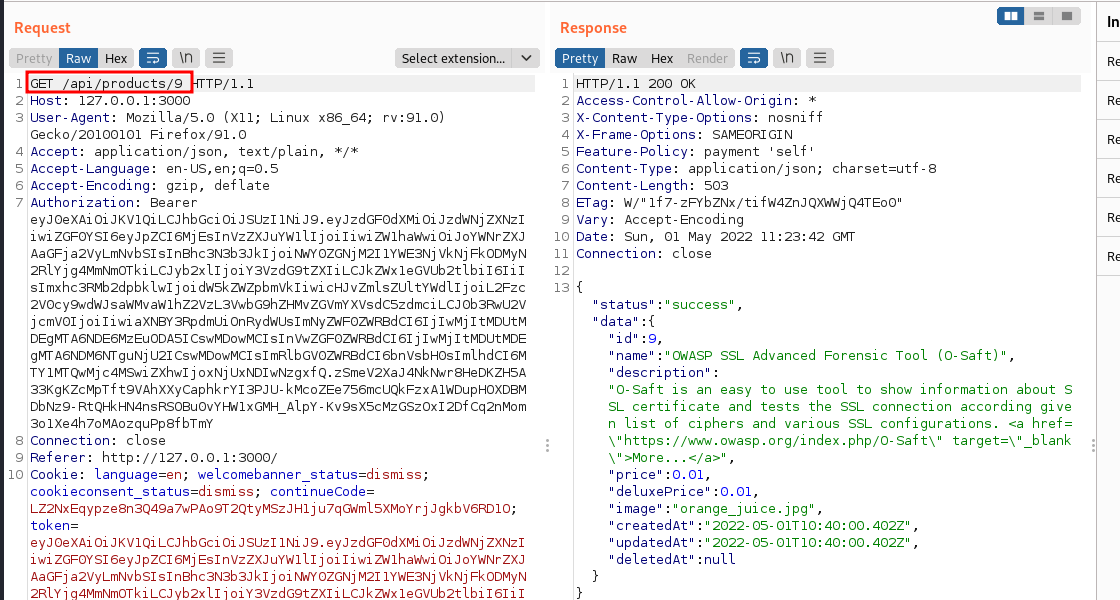 Request
Pretty Raw Hex \n Select extension...
1 GET /api/products/9 HTTP/1.1
2 Host: 127.0.0.1:3000
3 User-Agent: Mozilla/5.0 (X11; Linux x86_64; rv:91.0)
Gecko/20100101 Firefox/91.0
4 Accept: application/json, text/plain, */*
5 Accept-Language: en-US,en;q=0.5
6 Accept-Encoding: gzip, deflate
7 Authorization: Bearer
eyJ0eXAiOiJKV1QiLCJhbGciOiJSUzI1NiJ9.eyJzdGF0dXMiOiJzdWNjZXNzI
iwiZGF0YSI6eyJpZCI6MjEsInVzZXJuYW1lIjoiIiwiZW1haWwiOiJoYWNrZXJ
AaGFja2VyLmNvbSIsInBhc3N3b3JkIjoiNWY0ZGNjM2I1YWE3NjVkNjFkODMyN
2RlYjg4MmNmOTkiLCJyb2xlIjoiY3VzdG9tZXIiLCJkZWx1eGVUb2tlbiI6IiI
sImxhc3RMb2dpbklwIjoidW5kZWZpbmVkIiwicHJvZmlsZUltYWdlIjoiL2Fzc
2V0cy9wdWJsaWMvaW1hZ2VzL3VwbG9hZHMvZGVmYXVsdC5zdmciLCJ0b3RwU2V
jcmV0IjoiIiwiaXNBY3RpdmUiOnRydWUsImNyZWF0ZWRBdCI6IjIwMjItMDUtM
DEgMTA6NDE6MzEuODA5ICswMDowMCIsInVwZGF0ZWRBdCI6IjIwMjItMDUtMDE
gMTA6NDM6NTguNjU2ICswMDowMCIsImRlbGV0ZWRBdCI6bnVsbH0sImlhdCI6M
TY1MTQwMjc4MSwiZXhwIjoxNjUxNDIwNzgxfQ.zSmeV2XaJ4NkNwr8HeDKZH5A
33KgKZcMpTft9VAhXXyCaphkrYI3PJU-kMcoZEe756mcUQkFzxA1WDupHOXDBM
DbNz9-RtQHkHN4nsRSOBu0vYHW1xGMH_AlpY-Kv9sX5cMzGSzOxI2DfCq2nMom
3o1Xe4h7oMAozquPp8fbTmY
8 Connection: close
9 Referer: http://127.0.0.1:3000/
10 Cookie: language=en; welcomebanner_status=dismiss;
cookieconsent_status=dismiss; continueCode=
LZ2NxEqypze8n3Q49a7wPAo9T2QtyMSzJH1ju7qGWml5XMoYrjJgkbV6RD1O;
token=
eyJ0eXAiOiJKV1QiLCJhbGciOiJSUzI1NiJ9.eyJzdGF0dXMiOiJzdWNjZXNzI
iwiZGF0YSI6eyJpZCI6MjEsInVzZXJuYW1lIjoiIiwiZW1haWwiOiJoYWNrZXJ
AaGFja2VyLmNvbSIsInBhc3N3b3JkIjoiNWY0ZGNjM2I1YWE3NjVkNjFkODMyN
2RlYjg4MmNmOTkiLCJyb2xlIjoiY3VzdG9tZXIiLCJkZWx1eGVUb2tlbiI6IiI
Response
Pretty Raw Hex Render \n
1 HTTP/1.1 200 OK
2 Access-Control-Allow-Origin: *
3 X-Content-Type-Options: nosniff
4 X-Frame-Options: SAMEORIGIN
5 Feature-Policy: payment 'self'
6 Content-Type: application/json; charset=utf-8
7 Content-Length: 503
8 ETag: W/"1f7-zFYbZNx/tifW4ZnJQXWWjQ4TEo0"
9 Vary: Accept-Encoding
10 Date: Sun, 01 May 2022 11:23:42 GMT
11 Connection: close
12
13 {
"status":"success",
"data":{
"id":9,
"name":"OWASP SSL Advanced Forensic Tool (O-Saft)",
"description":
"O-Saft is an easy to use tool to show information about S
SL certificate and tests the SSL connection according give
n list of ciphers and various SSL configurations. <a href=
\"https://www.owasp.org/index.php/O-Saft\" target=\"_blank
\">More...</a>",
"price":0.01,
"deluxePrice":0.01,
"image":"orange_juice.jpg",
"createdAt":"2022-05-01T10:40:00.402Z",
"updatedAt":"2022-05-01T10:40:00.402Z",
"deletedAt":null
}
}
In
Re
Re
Re
Re
Re
Re